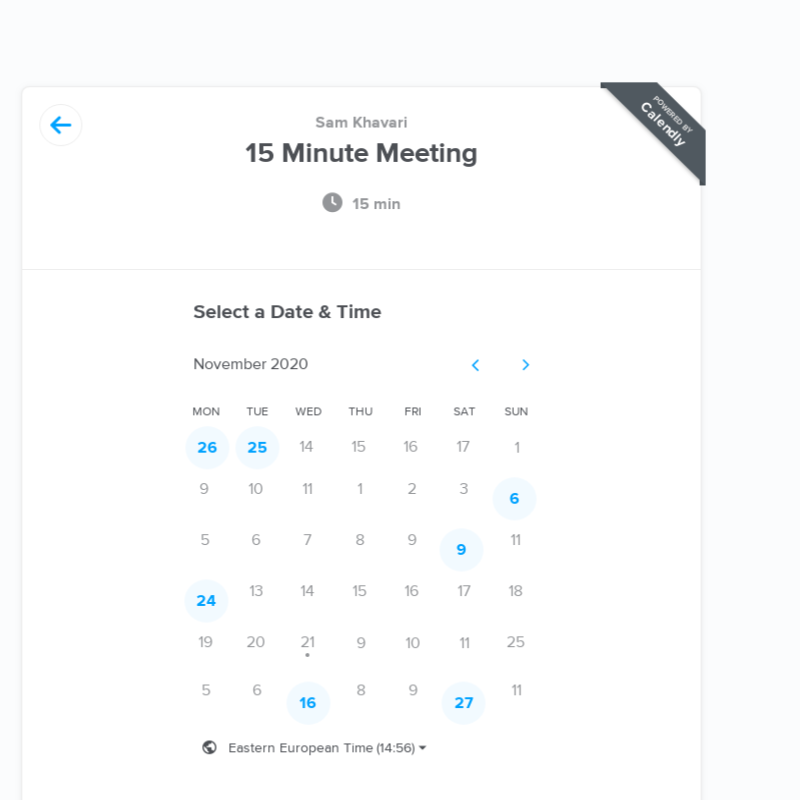 POWERED BY
Calendly
Sam Khavari
15 Minute Meeting
15 min
Select a Date & Time
November 2020
MON TUE WED THU FRI SAT SUN
26 25 14 15 16 17 1
9 10 11 1 2 3 6
5 6 7 8 9 9 11
24 13 14 15 16 17 18
19 20 21 9 10 11 25
5 6 16 8 9 27 11
Eastern European Time (14:56)